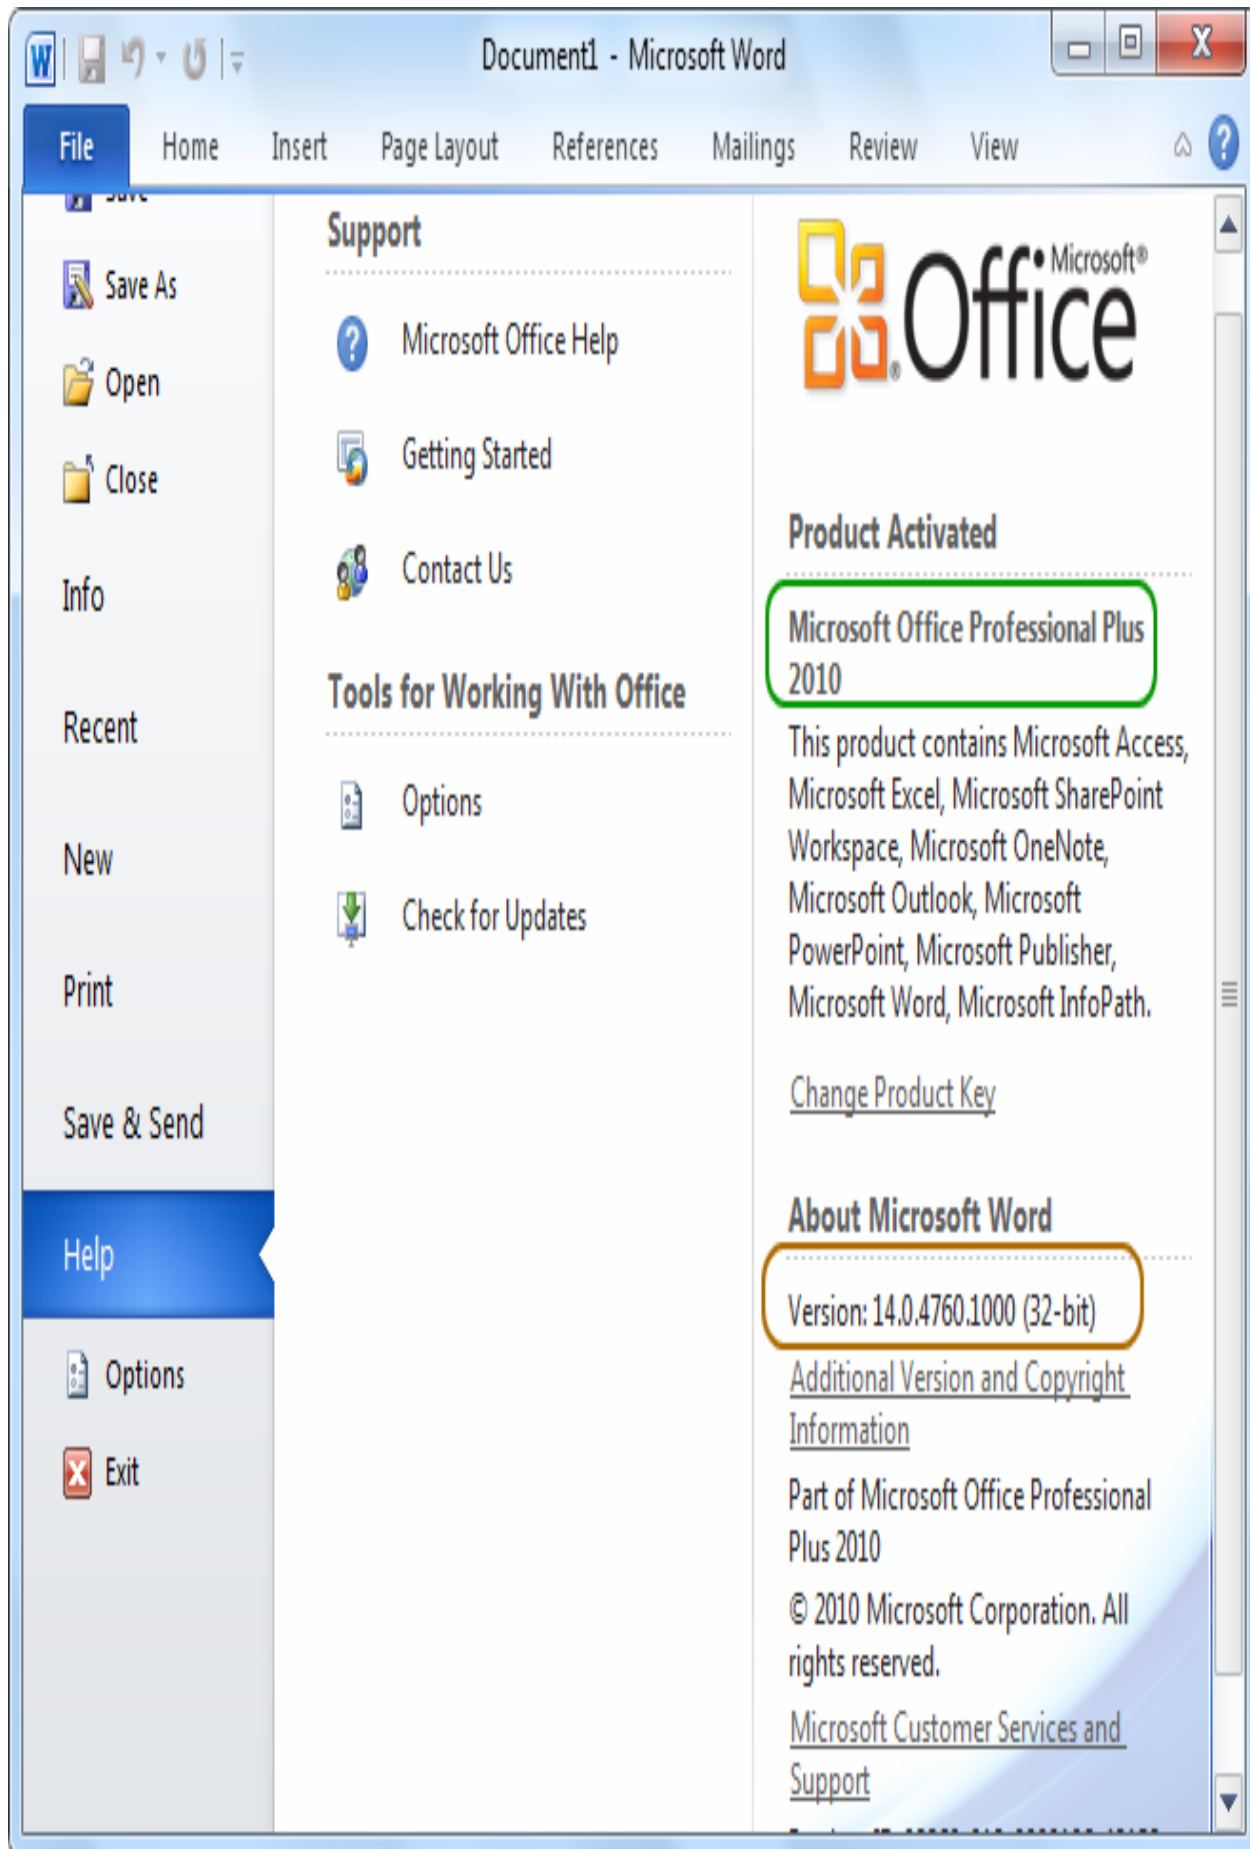 Document1 - Microsoft Word
File Home Insert Page Layout References Mailings Review View
Save
Save As
Open
Close
Info
Recent
New
Print
Save & Send
Help
Options
Exit
Support
Microsoft Office Help
Getting Started
Contact Us
Tools for Working With Office
Options
Check for Updates
Microsoft®
Office
Product Activated
Microsoft Office Professional Plus
2010
This product contains Microsoft Access,
Microsoft Excel, Microsoft SharePoint
Workspace, Microsoft OneNote,
Microsoft Outlook, Microsoft
PowerPoint, Microsoft Publisher,
Microsoft Word, Microsoft InfoPath.
Change Product Key
About Microsoft Word
Version: 14.0.4760.1000 (32-bit)
Additional Version and Copyright
Information
Part of Microsoft Office Professional
Plus 2010
© 2010 Microsoft Corporation. All
rights reserved.
Microsoft Customer Services and
Support